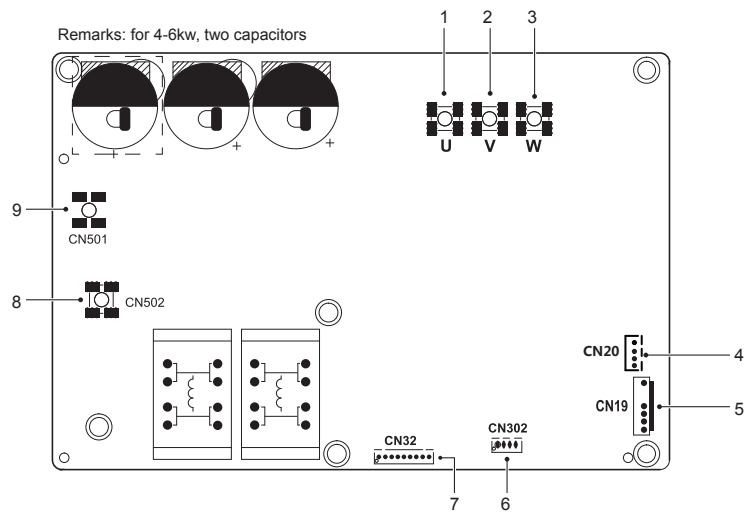 Remarks: for 4-6kw, two capacitors
1 2 3
+ + +
U V W
9
CN501
8 CN502
CN20 4
CN19 5
CN32 CN302
7 6